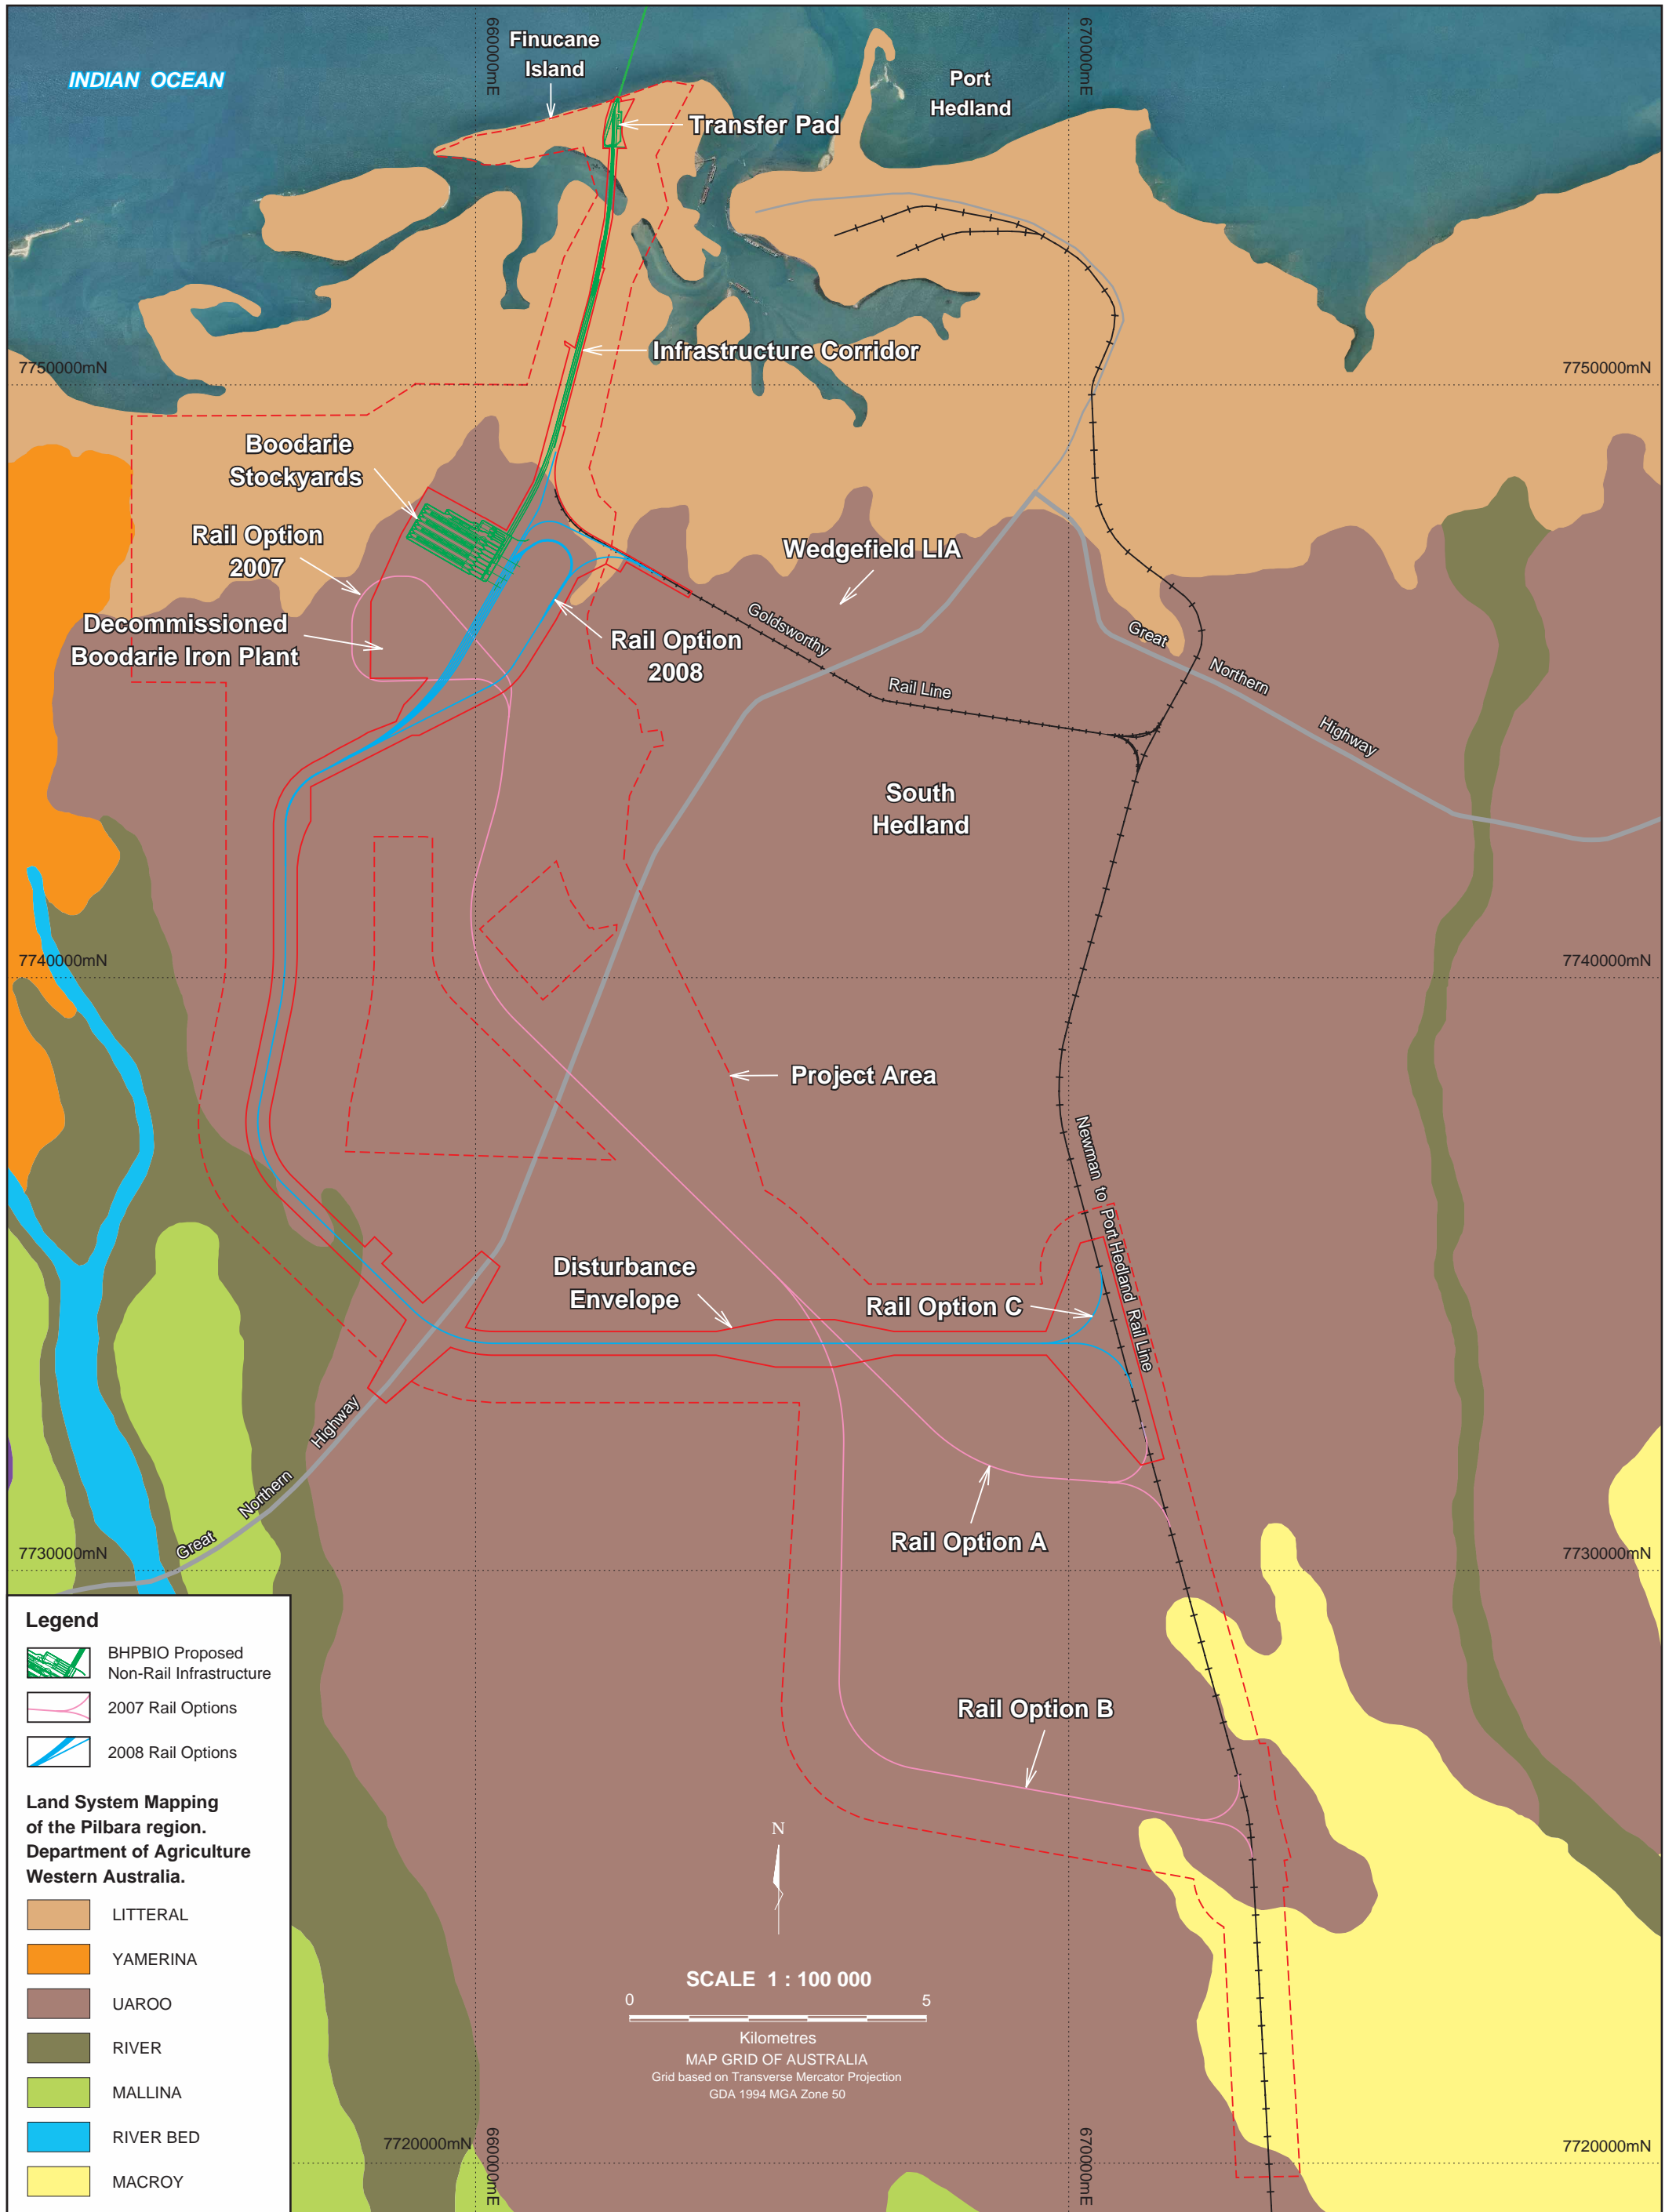 660000mE
Finucane
Island
INDIAN OCEAN
670000mE
Port
Hedland
Transfer Pad
Infrastructure Corridor
7750000mN
7750000mN
Boodarie
Stockyards
Rail Option
2007
Wedgefield LIA
Decommissioned
Boodarie Iron Plant
Rail Option
2008
Goldsworthy
Rail Line
Great
Northern
Highway
South
Hedland
7740000mN
7740000mN
Project Area
Newman to Port Hedland Rail Line
Disturbance
Envelope
Rail Option C
Great
Northern
Highway
Rail Option A
7730000mN
7730000mN
Rail Option B
Legend
BHPBIO Proposed
Non-Rail Infrastructure
2007 Rail Options
2008 Rail Options
Land System Mapping
of the Pilbara region.
Department of Agriculture
Western Australia.
LITTERAL
YAMERINA
UAROO
RIVER
MALLINA
RIVER BED
MACROY
N
SCALE 1 : 100 000
0 5
Kilometres
MAP GRID OF AUSTRALIA
Grid based on Transverse Mercator Projection
GDA 1994 MGA Zone 50
7720000mN
660000mE
670000mE
7720000mN